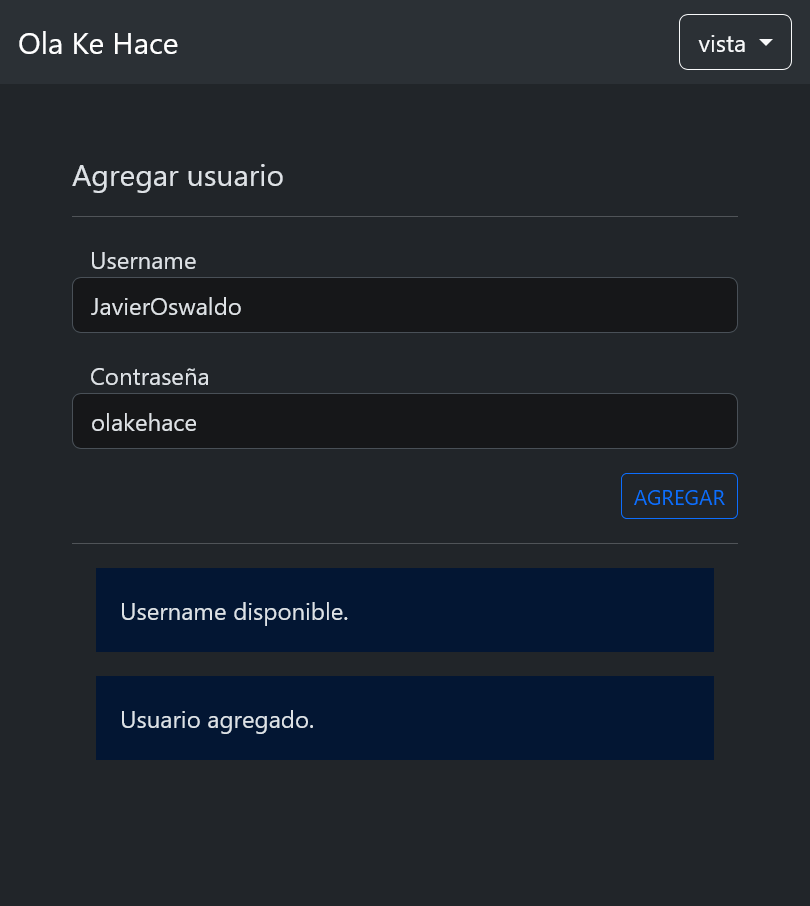 Ola Ke Hace
vista
Agregar usuario
Username
JavierOswaldo
Contraseña
olakehace
AGREGAR
Username disponible.
Usuario agregado.